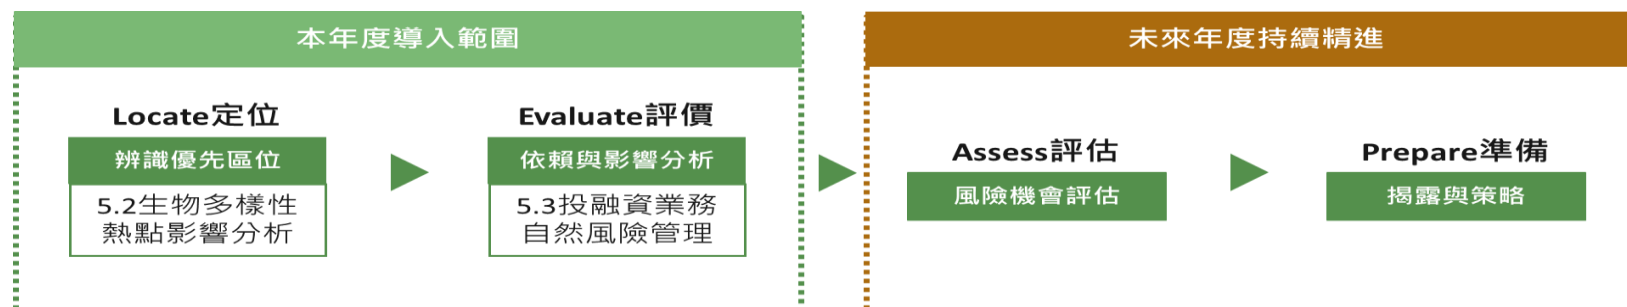 本年度導入範圍
Locate定位
辨識優先區位
5.2生物多樣性
熱點影響分析
Evaluate評價
依賴與影響分析
5.3投融資業務
自然風險管理
未來年度持續精進
Assess評估
風險機會評估
Prepare準備
揭露與策略